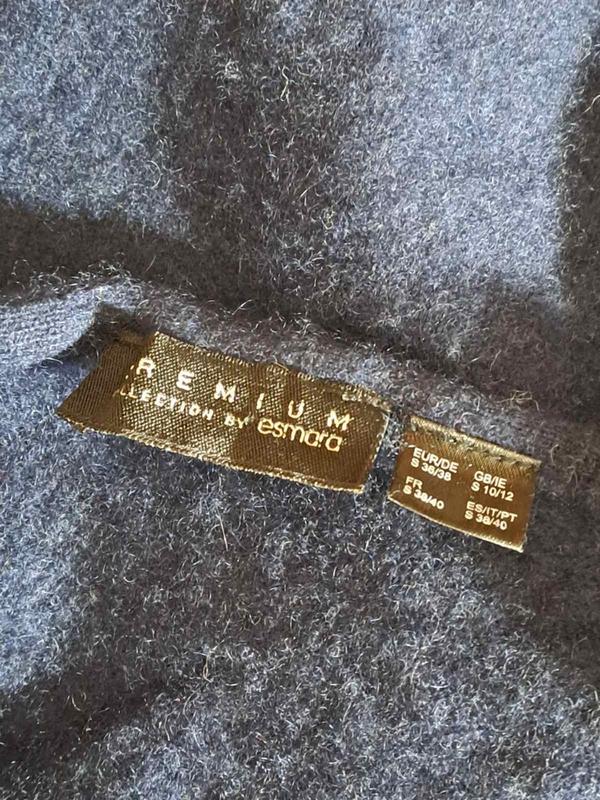 REMIUM
LLECTION BY esmara
EUR/DE
S 36/38
GB/IE
S 10/12
FR
S 38/40
ES/IT/PT
S 38/40